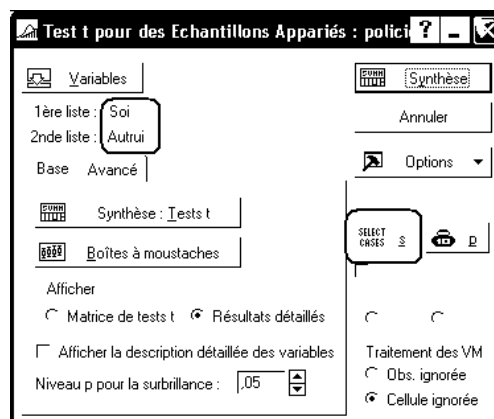 Test t pour des Echantillons Appariés : polici
Variables
Synthèse
1ère liste : Soi
Annuler
2nde liste : Autrui
Base Avancé
Options
Synthèse : Tests t
SELECT CASES S
D
Boîtes à moustaches
Afficher
Matrice de tests t
Résultats détaillés
Afficher la description détaillée des variables
Traitement des VM
Obs. ignorée
Niveau p pour la surbrillance : ,05
Cellule ignorée